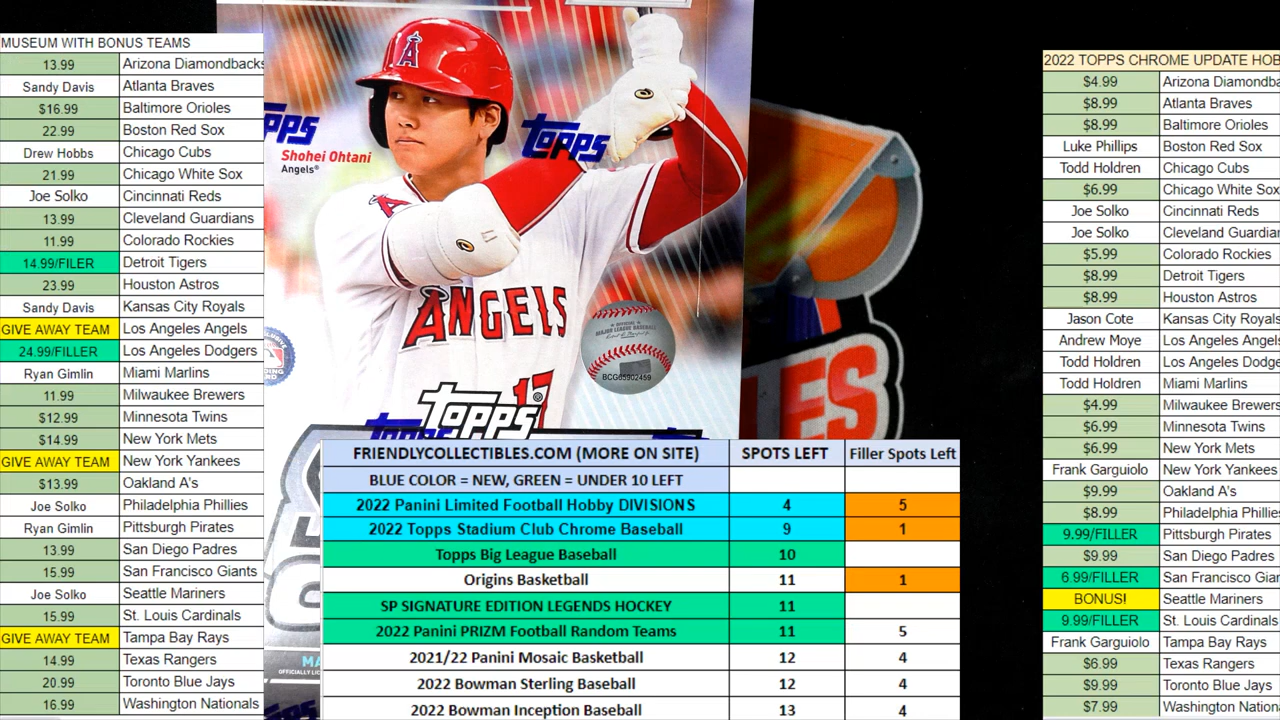 MUSEUM WITH BONUS TEAMS
13.99 Arizona Diamondbacks
Sandy Davis Atlanta Braves
$16.99 Baltimore Orioles
22.99 Boston Red Sox
Drew Hobbs Chicago Cubs
21.99 Chicago White Sox
Joe Solko Cincinnati Reds
13.99 Cleveland Guardians
11.99 Colorado Rockies
14.99/FILER Detroit Tigers
23.99 Houston Astros
Sandy Davis Kansas City Royals
GIVE AWAY TEAM Los Angeles Angels
24.99/FILLER Los Angeles Dodgers
Ryan Gimlin Miami Marlins
11.99 Milwaukee Brewers
$12.99 Minnesota Twins
$14.99 New York Mets
GIVE AWAY TEAM New York Yankees
$13.99 Oakland A's
Joe Solko Philadelphia Phillies
Ryan Gimlin Pittsburgh Pirates
13.99 San Diego Padres
15.99 San Francisco Giants
Joe Solko Seattle Mariners
15.99 St. Louis Cardinals
GIVE AWAY TEAM Tampa Bay Rays
14.99 Texas Rangers
20.99 Toronto Blue Jays
16.99 Washington Nationals
A
topps
Shohei Ohtani
Angels®
ANGELS
17
OFFICIAL
MAJOR LEAGUE BASEBALL
BCG65902459
topps®
FRIENDLYCOLLECTIBLES.COM (MORE ON SITE) SPOTS LEFT Filler Spots Left
BLUE COLOR = NEW, GREEN = UNDER 10 LEFT
2022 Panini Limited Football Hobby DIVISIONS 4 5
2022 Topps Stadium Club Chrome Baseball 9 1
Topps Big League Baseball 10
Origins Basketball 11 1
SP SIGNATURE EDITION LEGENDS HOCKEY 11
2022 Panini PRIZM Football Random Teams 11 5
2021/22 Panini Mosaic Basketball 12 4
2022 Bowman Sterling Baseball 12 4
2022 Bowman Inception Baseball 13 4
2022 TOPPS CHROME UPDATE HOB
$4.99 Arizona Diamondba
$8.99 Atlanta Braves
$8.99 Baltimore Orioles
Luke Phillips Boston Red Sox
Todd Holdren Chicago Cubs
$6.99 Chicago White Sox
Joe Solko Cincinnati Reds
Joe Solko Cleveland Guardia
$5.99 Colorado Rockies
$8.99 Detroit Tigers
$8.99 Houston Astros
Jason Cote Kansas City Royals
Andrew Moye Los Angeles Angels
Todd Holdren Los Angeles Dodge
Todd Holdren Miami Marlins
$4.99 Milwaukee Brewers
$6.99 Minnesota Twins
$6.99 New York Mets
Frank Garguiolo New York Yankees
$9.99 Oakland A's
$8.99 Philadelphia Phillies
9.99/FILLER Pittsburgh Pirates
$9.99 San Diego Padres
6.99/FILLER San Francisco Gian
BONUS! Seattle Mariners
9.99/FILLER St. Louis Cardinals
Frank Garguiolo Tampa Bay Rays
$6.99 Texas Rangers
$9.99 Toronto Blue Jays
$7.99 Washington Nation